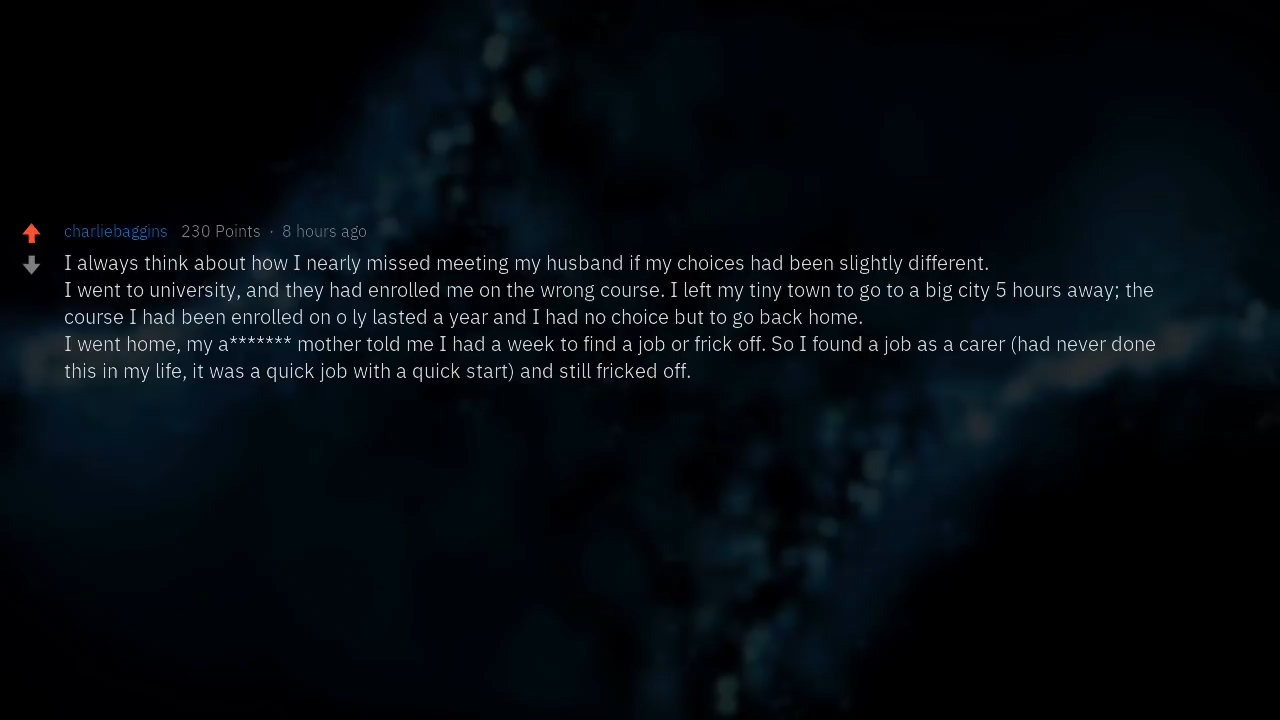 charliebaggins 230 Points · 8 hours ago
I always think about how I nearly missed meeting my husband if my choices had been slightly different.
I went to university, and they had enrolled me on the wrong course. I left my tiny town to go to a big city 5 hours away; the
course I had been enrolled on o ly lasted a year and I had no choice but to go back home.
I went home, my a******* mother told me I had a week to find a job or frick off. So I found a job as a carer (had never done
this in my life, it was a quick job with a quick start) and still fricked off.